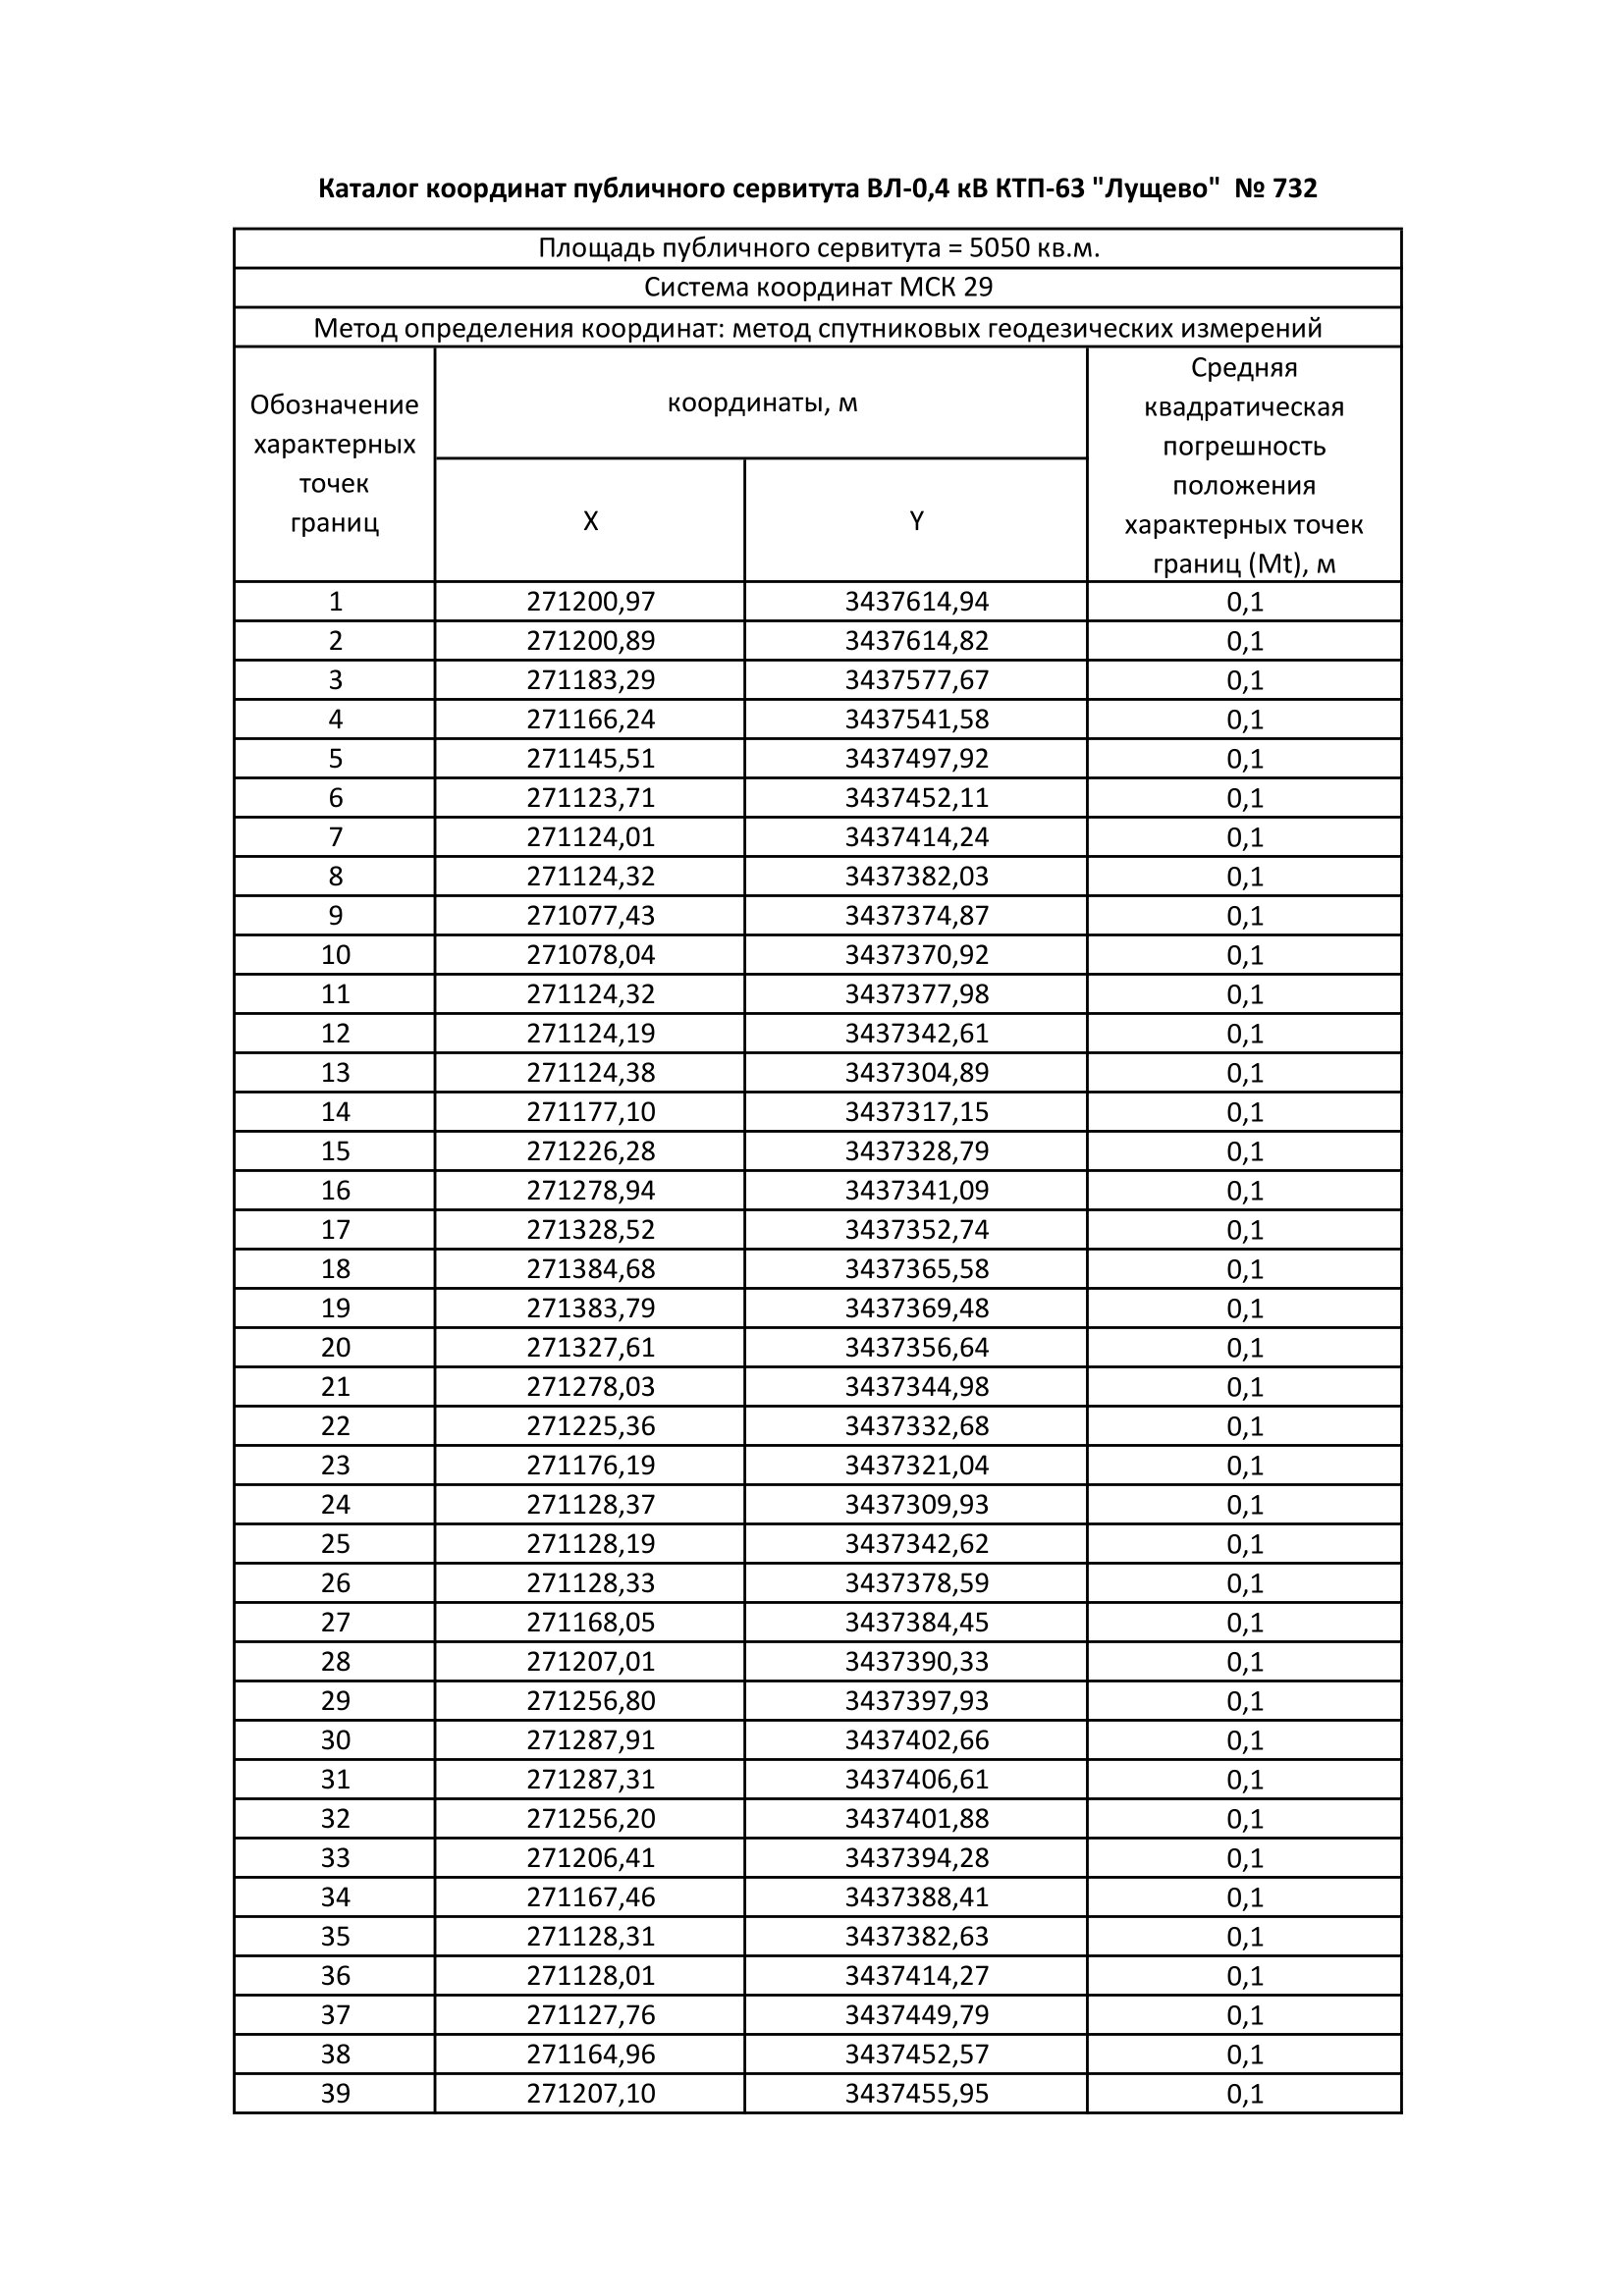 Каталог координат публичного сервитута ВЛ-0,4 кВ КТП-63 "Лущево"  № 732
Площадь публичного сервитута = 5050 кв.м.
Система координат МСК 29
Метод определения координат: метод спутниковых геодезических измерений
Обозначение
характерных
точек
границ
координаты, м
X
Y
Средняя
квадратическая
погрешность
положения
характерных точек
границ (Mt), м
1 271200,97 3437614,94 0,1
2 271200,89 3437614,82 0,1
3 271183,29 3437577,67 0,1
4 271166,24 3437541,58 0,1
5 271145,51 3437497,92 0,1
6 271123,71 3437452,11 0,1
7 271124,01 3437414,24 0,1
8 271124,32 3437382,03 0,1
9 271077,43 3437374,87 0,1
10 271078,04 3437370,92 0,1
11 271124,32 3437377,98 0,1
12 271124,19 3437342,61 0,1
13 271124,38 3437304,89 0,1
14 271177,10 3437317,15 0,1
15 271226,28 3437328,79 0,1
16 271278,94 3437341,09 0,1
17 271328,52 3437352,74 0,1
18 271384,68 3437365,58 0,1
19 271383,79 3437369,48 0,1
20 271327,61 3437356,64 0,1
21 271278,03 3437344,98 0,1
22 271225,36 3437332,68 0,1
23 271176,19 3437321,04 0,1
24 271128,37 3437309,93 0,1
25 271128,19 3437342,62 0,1
26 271128,33 3437378,59 0,1
27 271168,05 3437384,45 0,1
28 271207,01 3437390,33 0,1
29 271256,80 3437397,93 0,1
30 271287,91 3437402,66 0,1
31 271287,31 3437406,61 0,1
32 271256,20 3437401,88 0,1
33 271206,41 3437394,28 0,1
34 271167,46 3437388,41 0,1
35 271128,31 3437382,63 0,1
36 271128,01 3437414,27 0,1
37 271127,76 3437449,79 0,1
38 271164,96 3437452,57 0,1
39 271207,10 3437455,95 0,1